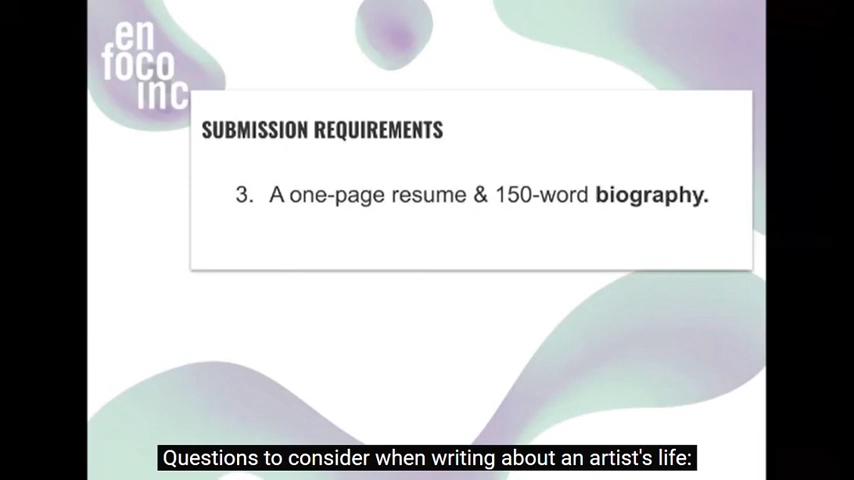 en
foco
inc
SUBMISSION REQUIREMENTS
3. A one-page resume & 150-word biography.
Questions to consider when writing about an artist's life: